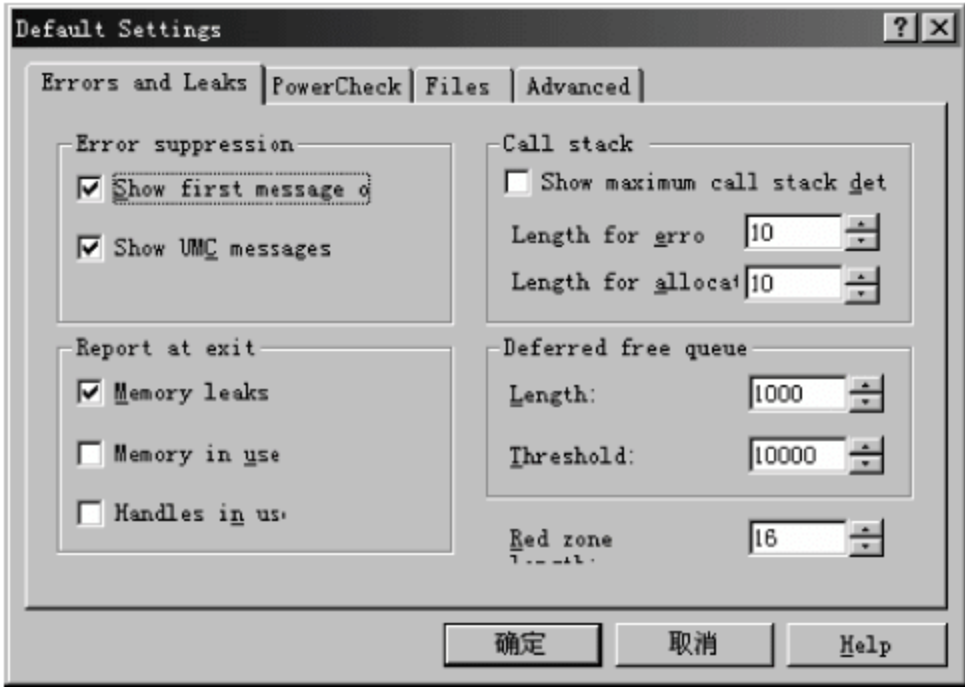 Default Settings
Errors and Leaks PowerCheck Files Advanced
Error suppression
Show first message o
Show UMC messages
Call stack
Show maximum call stack det
Length for erro 10
Length for allocat 10
Report at exit
Memory leaks
Memory in use
Handles in us
Deferred free queue
Length: 1000
Threshold: 10000
Red zone 16
确定 取消 Help